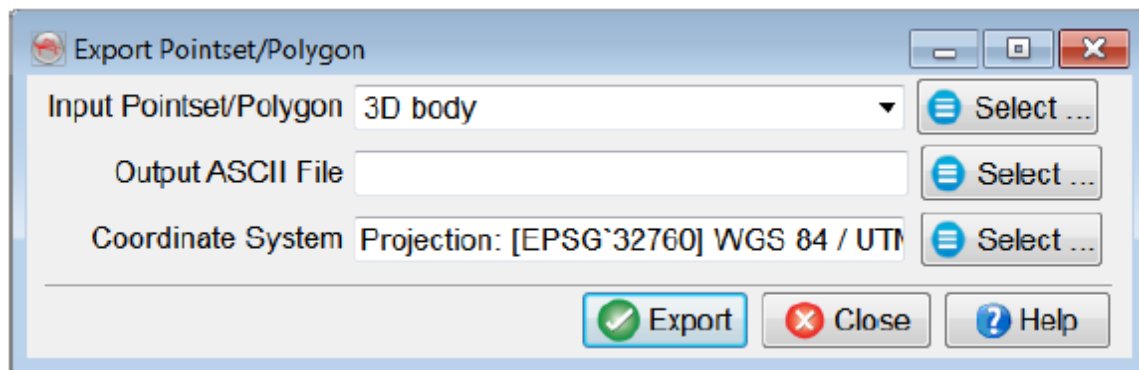 Export Pointset/Polygon
Input Pointset/Polygon 3D body Select ...
Output ASCII File Select ...
Coordinate System Projection: [EPSG`32760] WGS 84 / UTM Select ...
Export Close Help